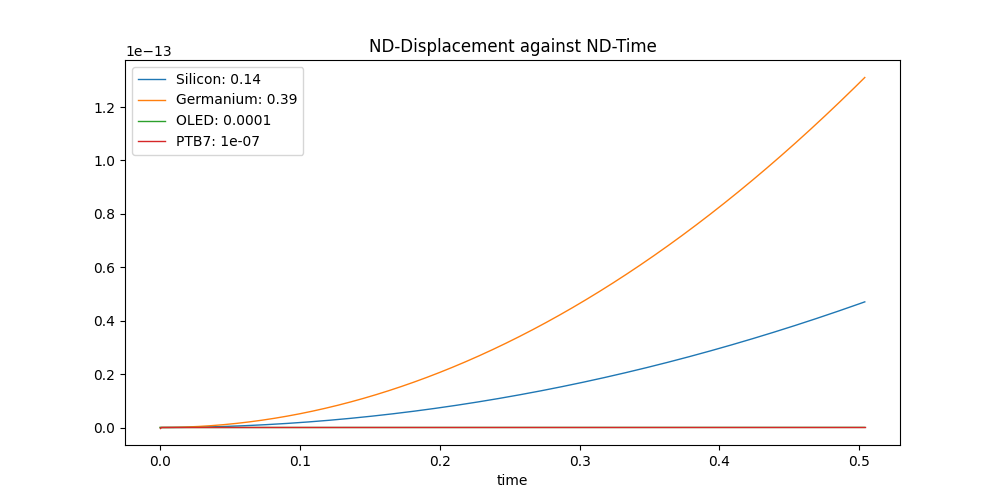 ND-Displacement against ND-Time
1e−13
Silicon: 0.14
Germanium: 0.39
OLED: 0.0001
PTB7: 1e-07
1.2
1.0
0.8
0.6
0.4
0.2
0.0
0.0 0.1 0.2 0.3 0.4 0.5
time